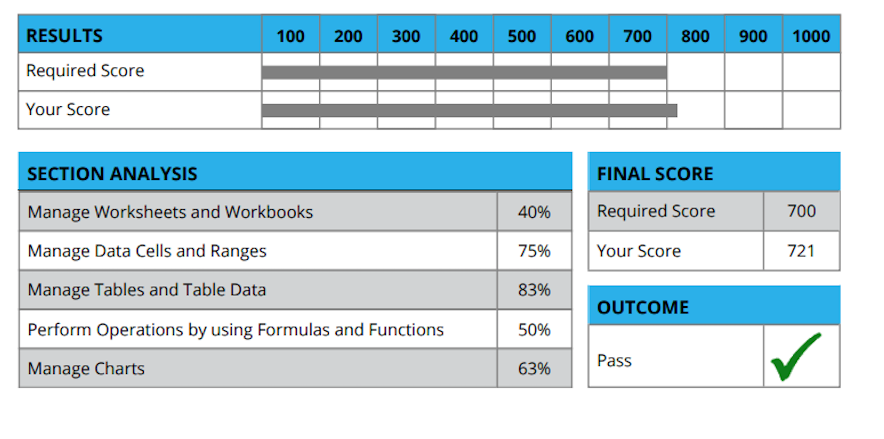 RESULTS 100 200 300 400 500 600 700 800 900 1000
Required Score
Your Score
SECTION ANALYSIS
Manage Worksheets and Workbooks 40%
Manage Data Cells and Ranges 75%
Manage Tables and Table Data 83%
Perform Operations by using Formulas and Functions 50%
Manage Charts 63%
FINAL SCORE
Required Score 700
Your Score 721
OUTCOME
Pass